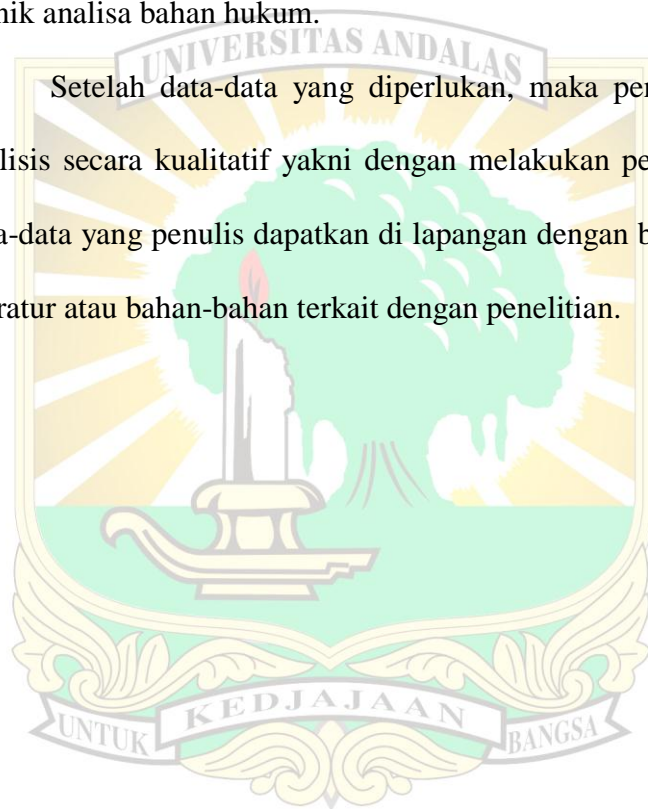 nik analisa bahan hukum.
UNIVERSITAS ANDALAS
Setelah data-data yang diperlukan, maka per
lisis secara kualitatif yakni dengan melakukan pe
a-data yang penulis dapatkan di lapangan dengan b
ratur atau bahan-bahan terkait dengan penelitian.
UNTUK KEDJAJAAN BANGSA